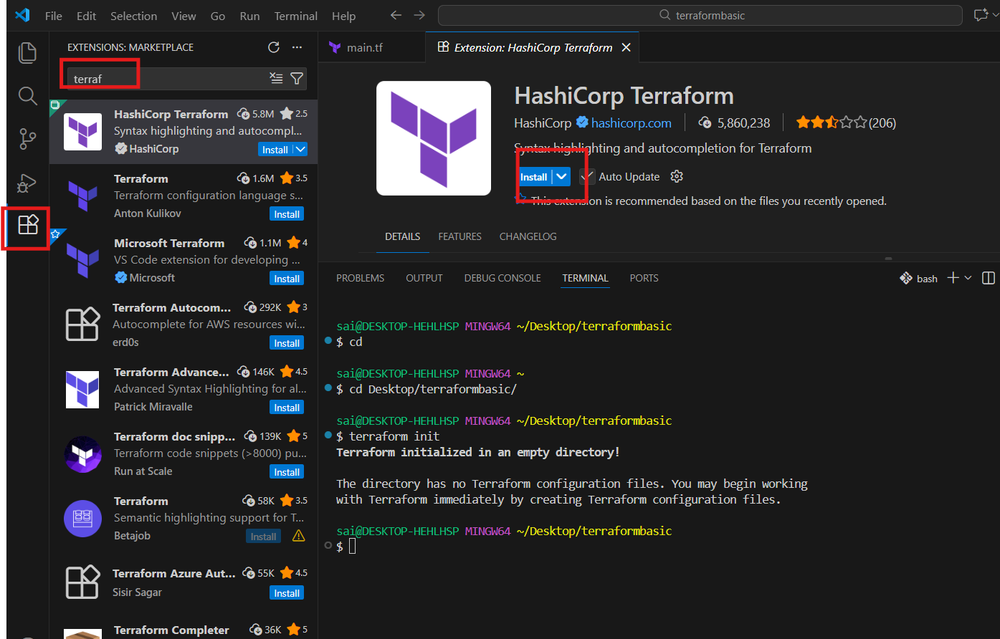 File Edit Selection View Go Run Terminal Help
terraformbasic
EXTENSIONS: MARKETPLACE
terraf
HashiCorp Terraform 5.8M 2.5
Syntax highlighting and autocompl...
HashiCorp
Install
Terraform 1.6M 3.5
Terraform configuration language s...
Anton Kulikov
Install
Microsoft Terraform 1.1M 4
VS Code extension for developing ...
Microsoft
Install
Terraform Autocom... 292K 3
Autocomplete for AWS resources wi...
erd0s
Install
Terraform Advance... 146K 4.5
Advanced Syntax Highlighting for al...
Patrick Miravalle
Install
Terraform doc snipp... 139K 5
Terraform code snippets (>8000) pu...
Run at Scale
Install
Terraform 58K 3.5
Semantic highlighting support for T...
Betajob
Install
Terraform Azure Aut... 55K 4.5
Sisir Sagar
Install
Terraform Completer 36K 5
main.tf
Extension: HashiCorp Terraform
HashiCorp Terraform
HashiCorp hashicorp.com 5,860,238 (206)
Syntax highlighting and autocompletion for Terraform
Install Auto Update
This extension is recommended based on the files you recently opened.
DETAILS FEATURES CHANGELOG
PROBLEMS OUTPUT DEBUG CONSOLE TERMINAL PORTS
bash
sai@DESKTOP-HEHLHSP MINGW64 ~/Desktop/terraformbasic
$ cd
sai@DESKTOP-HEHLHSP MINGW64 ~
$ cd Desktop/terraformbasic/
sai@DESKTOP-HEHLHSP MINGW64 ~/Desktop/terraformbasic
$ terraform init
Terraform initialized in an empty directory!
The directory has no Terraform configuration files. You may begin working
with Terraform immediately by creating Terraform configuration files.
sai@DESKTOP-HEHLHSP MINGW64 ~/Desktop/terraformbasic
$